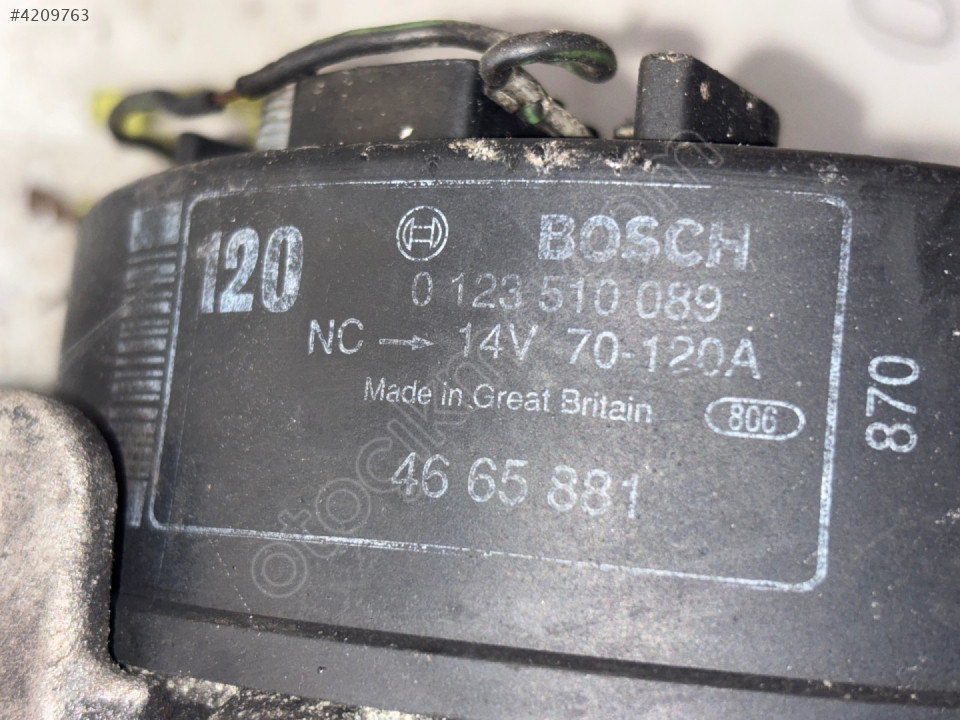 #4209763
120
BOSCH
0 123 510 089
NC → 14V 70-120A
Made in Great Britain
806
46 65 881
870